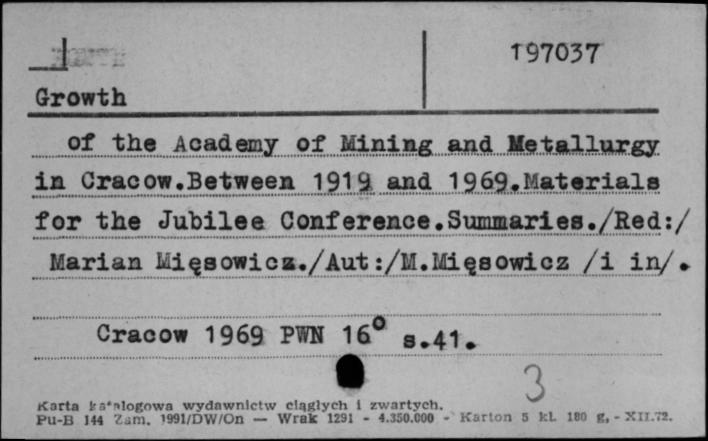 197037
Growth
of the Academy of Mining and Metallurgy
in Cracow.Between 1919 and 1969.Materials
for the Jubilee Conference.Summaries./Red:/
Marian Mięsowicz./Aut:/M.Mięsowicz /i in/.
Cracow 1969 PWN 16° s.41.
3
Karta katalogowa wydawnictw ciągłych i zwartych.
Pu-B 144 Zam. 1991/DW/On — Wrak 1291 - 4.350.000 - Karton 5 kl. 180 g, - XII.72.